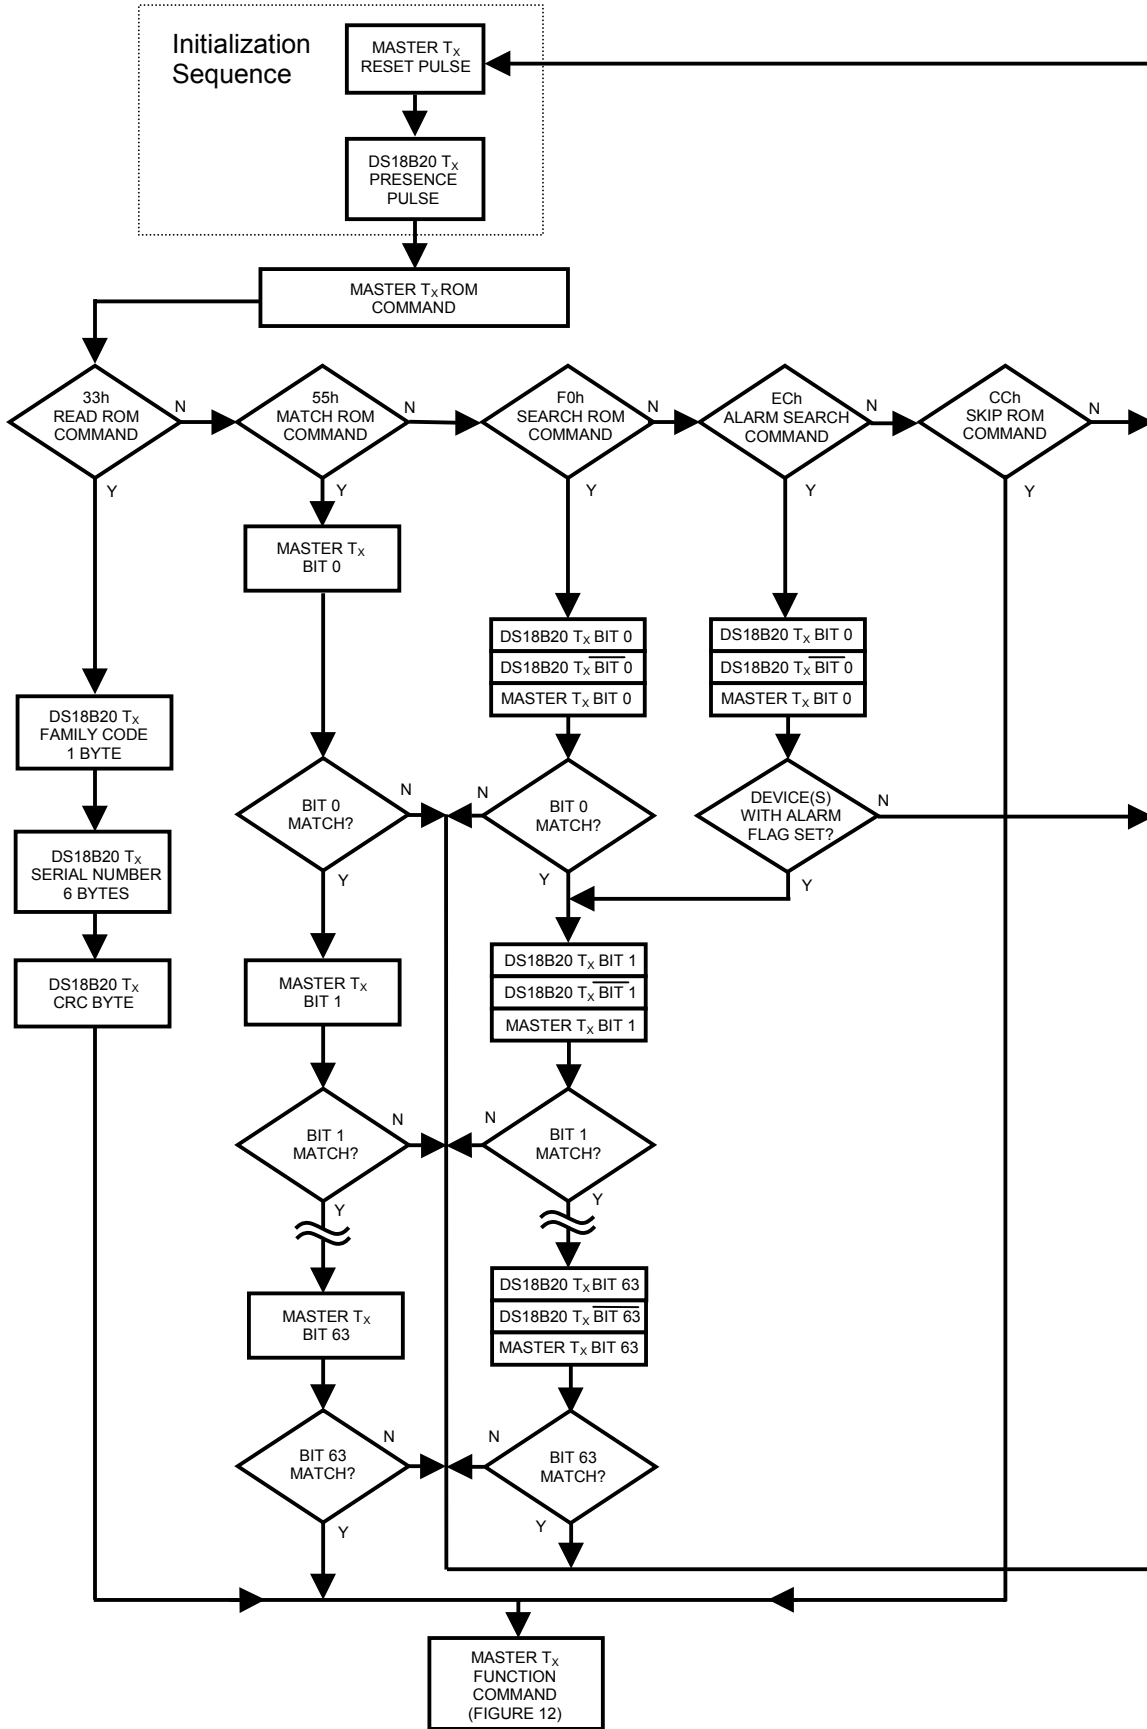 Initialization
Sequence
MASTER TX
RESET PULSE
DS18B20 TX
PRESENCE
PULSE
MASTER TX ROM
COMMAND
33h
READ ROM
COMMAND
N
Y
55h
MATCH ROM
COMMAND
N
Y
F0h
SEARCH ROM
COMMAND
N
Y
ECh
ALARM SEARCH
COMMAND
N
Y
CCh
SKIP ROM
COMMAND
N
Y
MASTER TX
BIT 0
DS18B20 TX BIT 0
DS18B20 TX BIT 0
MASTER TX BIT 0
DS18B20 TX BIT 0
DS18B20 TX BIT 0
MASTER TX BIT 0
DS18B20 TX
FAMILY CODE
1 BYTE
BIT 0
MATCH?
N
Y
N
BIT 0
MATCH?
Y
DEVICE(S)
WITH ALARM
FLAG SET?
N
Y
DS18B20 TX
SERIAL NUMBER
6 BYTES
DS18B20 TX
CRC BYTE
MASTER TX
BIT 1
DS18B20 TX BIT 1
DS18B20 TX BIT 1
MASTER TX BIT 1
BIT 1
MATCH?
N
Y
N
BIT 1
MATCH?
Y
MASTER TX
BIT 63
DS18B20 TX BIT 63
DS18B20 TX BIT 63
MASTER TX BIT 63
BIT 63
MATCH?
N
Y
N
BIT 63
MATCH?
Y
MASTER TX
FUNCTION
COMMAND
(FIGURE 12)